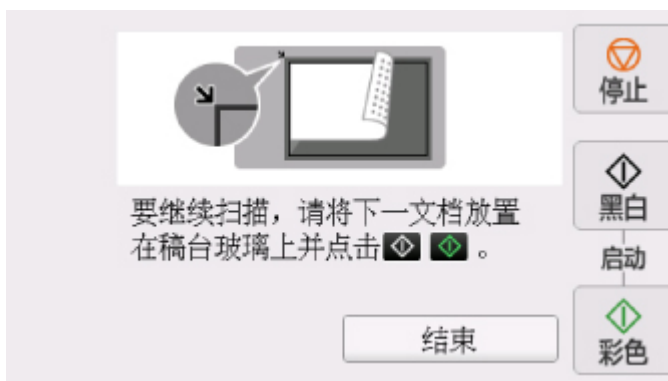 停止
要继续扫描，请将下一文档放置
在稿台玻璃上并点击 。
黑白
启动
结束
彩色